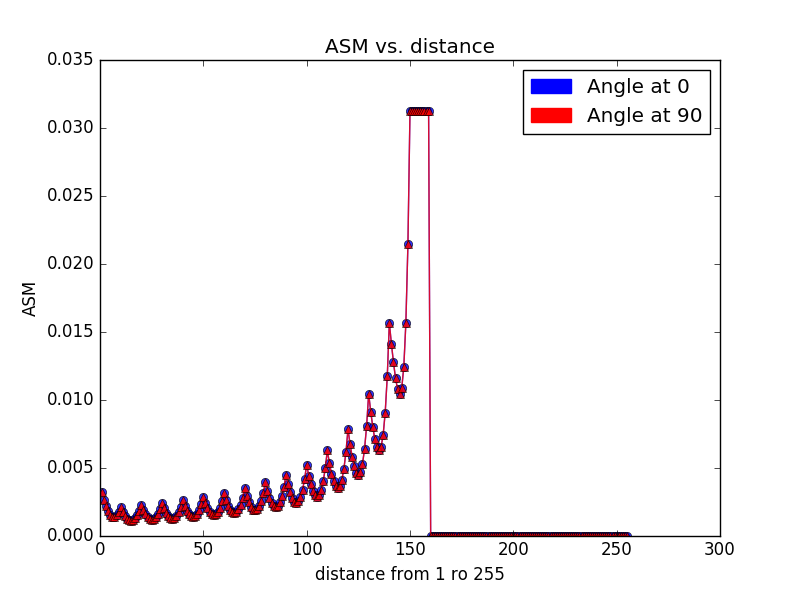 ASM vs. distance
0.035
0.030
0.025
0.020
0.015
0.010
0.005
0.000
ASM
Angle at 0
Angle at 90
0 50 100 150 200 250 300
distance from 1 ro 255